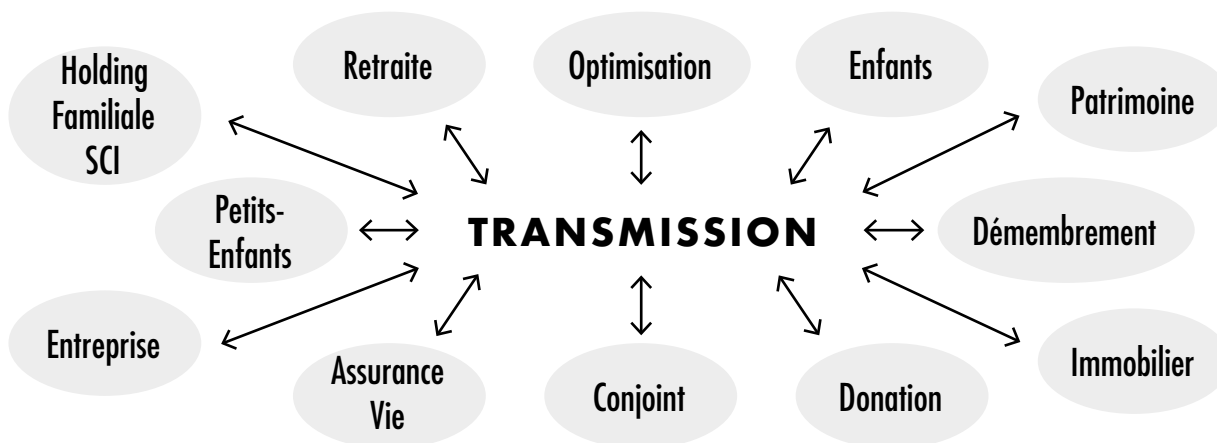 Holding
Familiale
SCI
Retraite
Optimisation
Enfants
Patrimoine
Petits-
Enfants
TRANSMISSION
Démembrement
Entreprise
Assurance
Vie
Conjoint
Donation
Immobilier